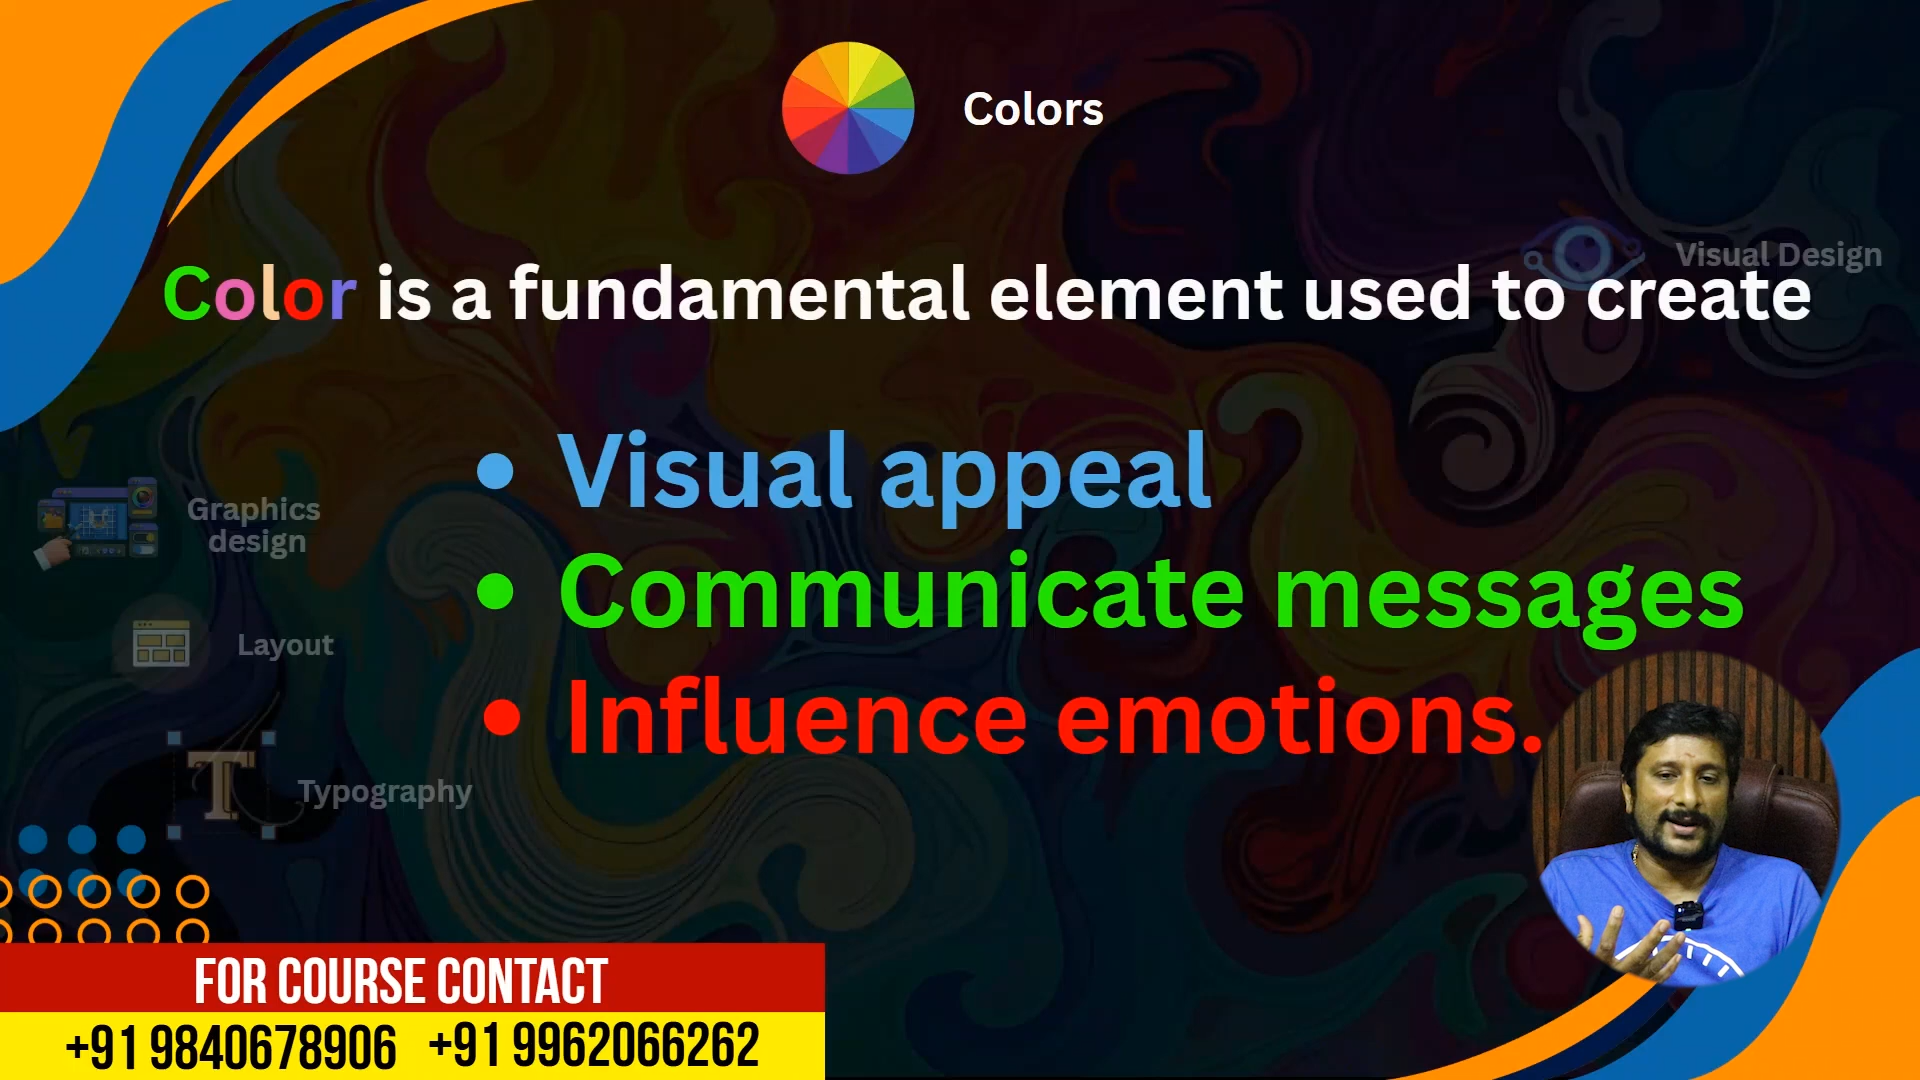 Colors
Visual Design
Color is a fundamental element used to create
• Visual appeal
• Communicate messages
• Influence emotions.
Graphics
design
Layout
T
Typography
FOR COURSE CONTACT
+91 9840678906 +91 9962066262